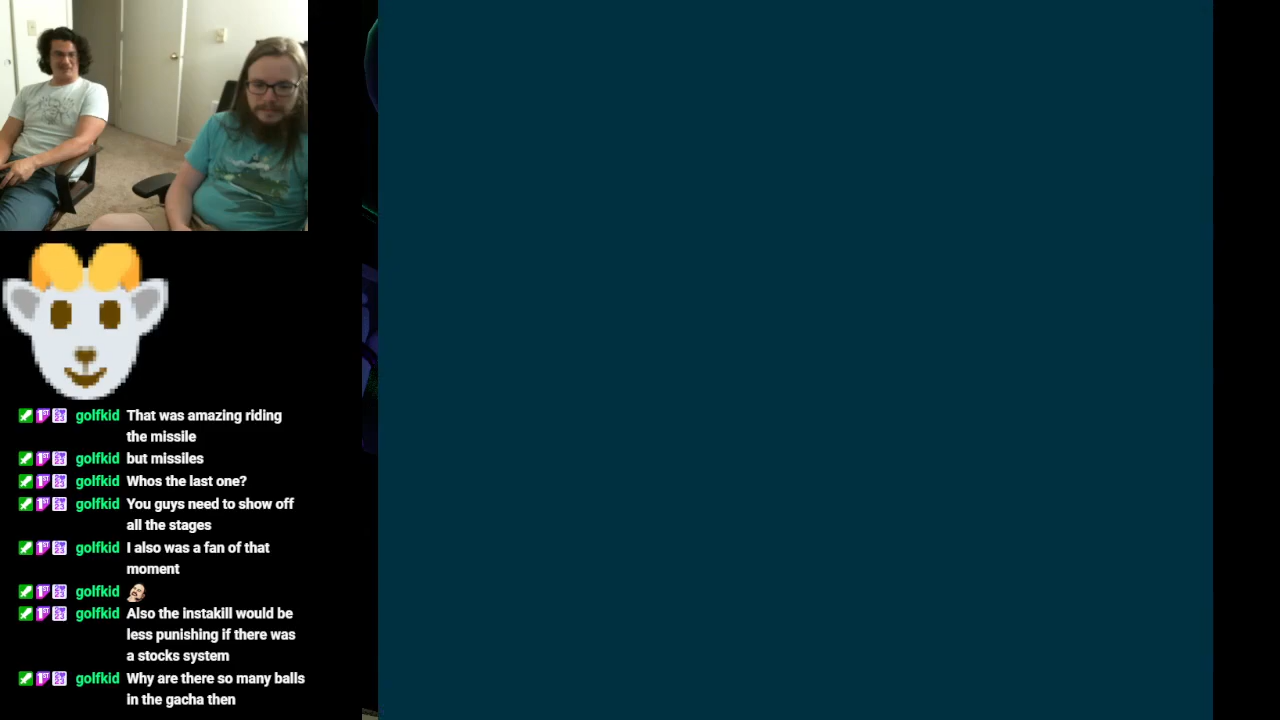 golfkid That was amazing riding
the missile
golfkid but missiles
golfkid Whos the last one?
golfkid You guys need to show off
all the stages
golfkid I also was a fan of that
moment
golfkid
golfkid Also the instakill would be
less punishing if there was
a stocks system
golfkid Why are there so many balls
in the gacha then